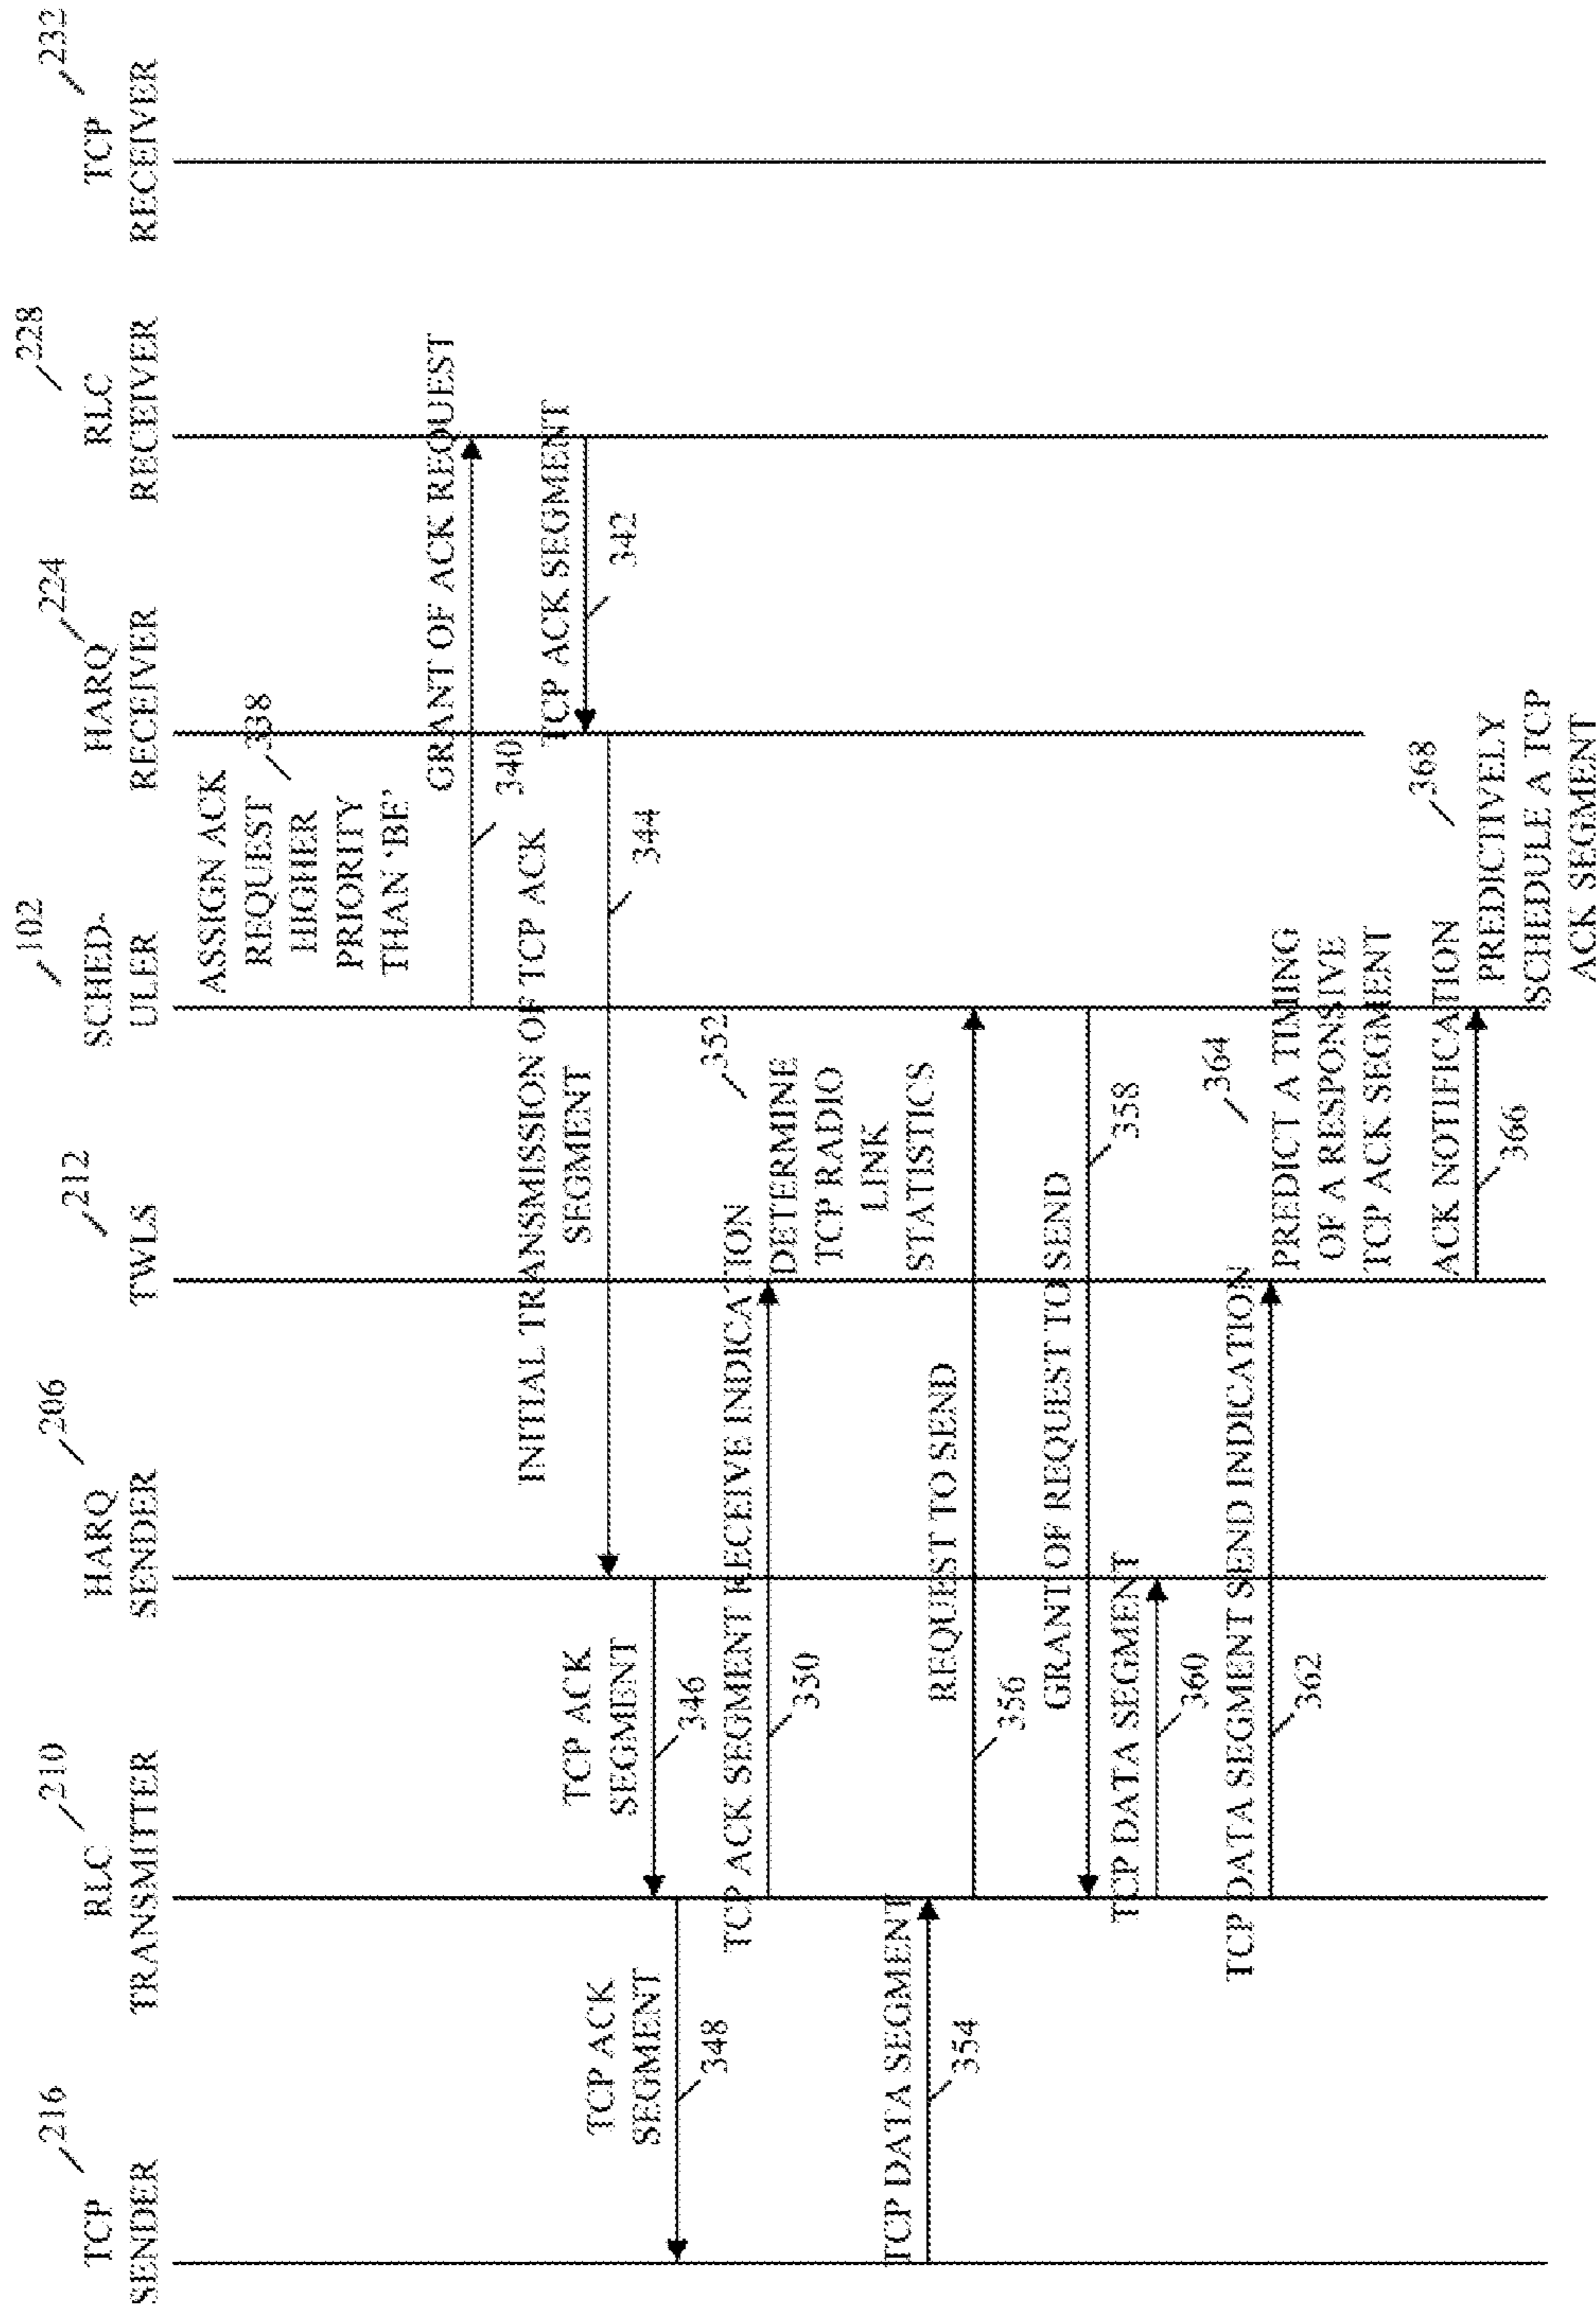 TCP
SENDER
216
RLC
TRANSMITTER
210
HARQ
SENDER
206
TWLS
212
SCHED-
ULER
102
HARQ
RECEIVER
224
RLC
RECEIVER
228
TCP
RECEIVER
232
ASSIGN ACK
REQUEST
HIGHER
PRIORITY
THAN 'BE'
338
GRANT OF ACK REQUEST
340
TCP ACK SEGMENT
342
INITIAL TRANSMISSION OF TCP ACK
SEGMENT
344
TCP ACK
SEGMENT
346
TCP ACK
SEGMENT
348
TCP ACK SEGMENT RECEIVE INDICATION
350
DETERMINE
TCP RADIO
LINK
STATISTICS
352
TCP DATA SEGMENT
354
REQUEST TO SEND
356
GRANT OF REQUEST TO SEND
358
TCP DATA SEGMENT
360
TCP DATA SEGMENT SEND INDICATION
362
PREDICT A TIMING
OF A RESPONSIVE
TCP ACK SEGMENT
364
ACK NOTIFICATION
366
PREDICTIVELY
SCHEDULE A TCP
ACK SEGMENT
368